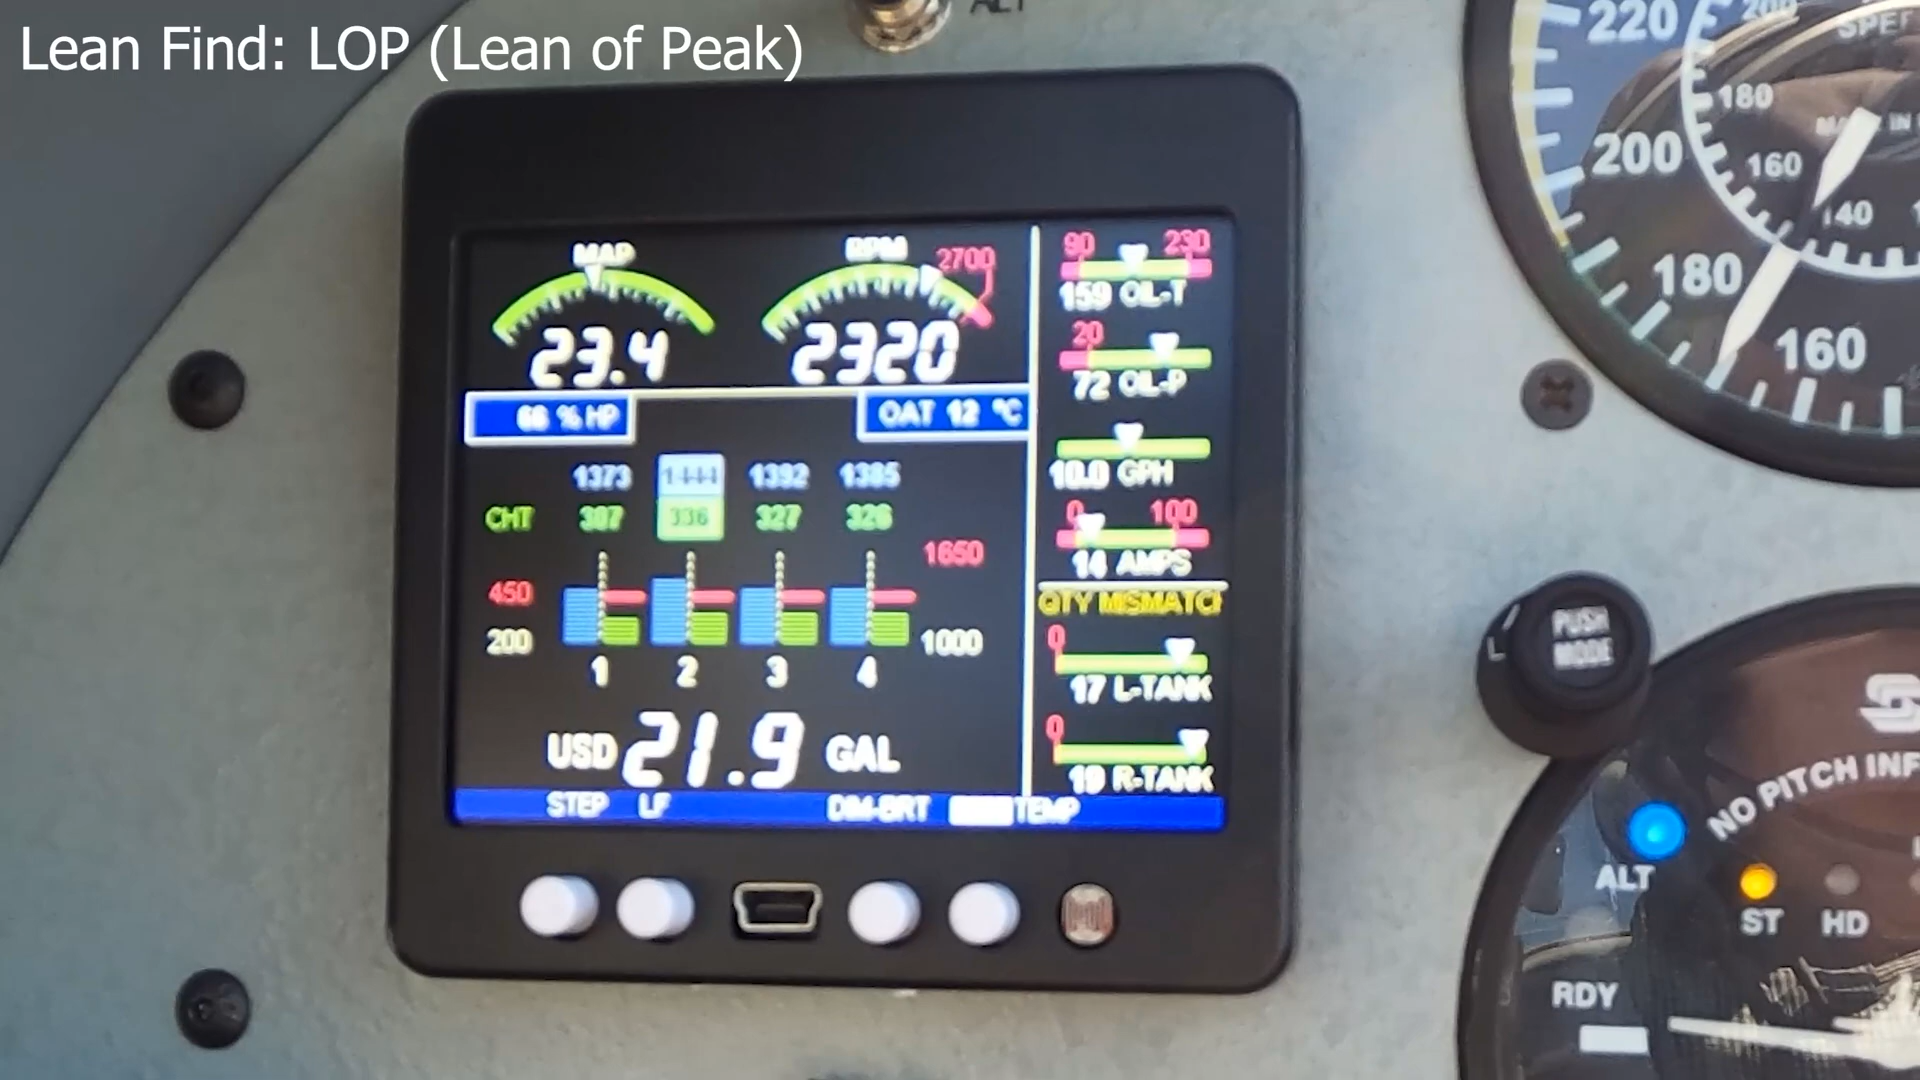 Lean Find: LOP (Lean of Peak)
ALT
MAP
RPM
2700
23.4
2320
66 % HP
OAT 12 °C
1373 1444 1392 1385
CHT 307 336 327 326
1650
450
200
1000
1 2 3 4
USD 21.9 GAL
STEP LF DIM-BRT TEMP
90 230
159 OIL-T
20
72 OIL-P
10.0 GPH
0 100
14 AMPS
QTY MISMATCH
0
17 L-TANK
0
19 R-TANK
220
200
180
160
200
180
160
140
IN
PUSH
MODE
L
NO PITCH INF
ALT
ST HD
RDY